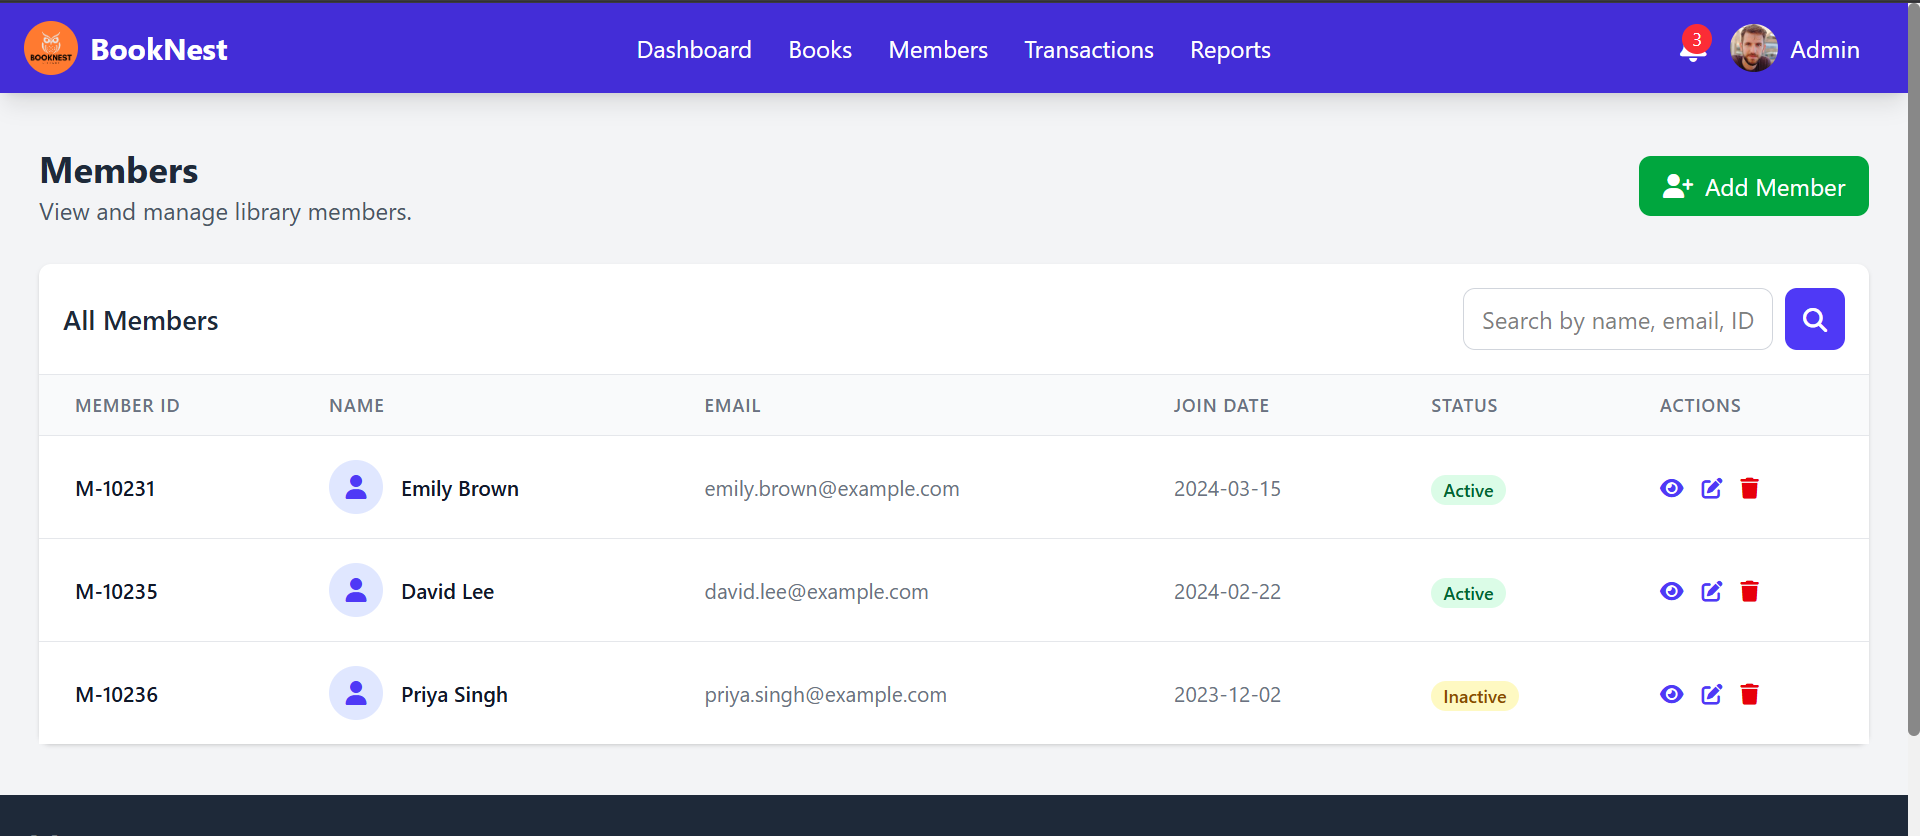 BOOKNEST
BookNest
Dashboard Books Members Transactions Reports
3
Admin
Members
View and manage library members.
Add Member
All Members
Search by name, email, ID
MEMBER ID NAME EMAIL JOIN DATE STATUS ACTIONS
M-10231 Emily Brown emily.brown@example.com 2024-03-15 Active
M-10235 David Lee david.lee@example.com 2024-02-22 Active
M-10236 Priya Singh priya.singh@example.com 2023-12-02 Inactive